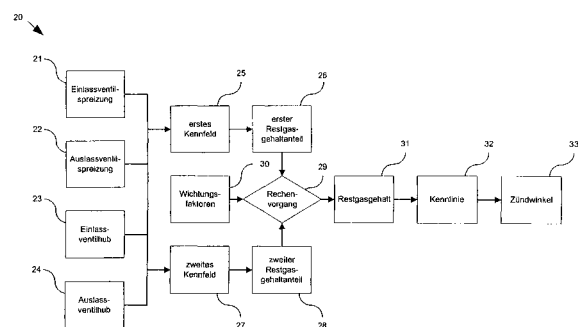 20
21
Einlassventil-
spreizung
22
Auslassventil-
spreizung
23
Einlass-
ventilhub
24
Auslass-
ventilhub
25
erstes
Kennfeld
26
erster
Restgas-
gehaltanteil
30
Wichtungs-
faktoren
29
Rechen-
vorgang
31
Restgasgehalt
32
Kennlinie
33
Zündwinkel
zweites
Kennfeld
27
zweiter
Restgas-
gehaltanteil
28